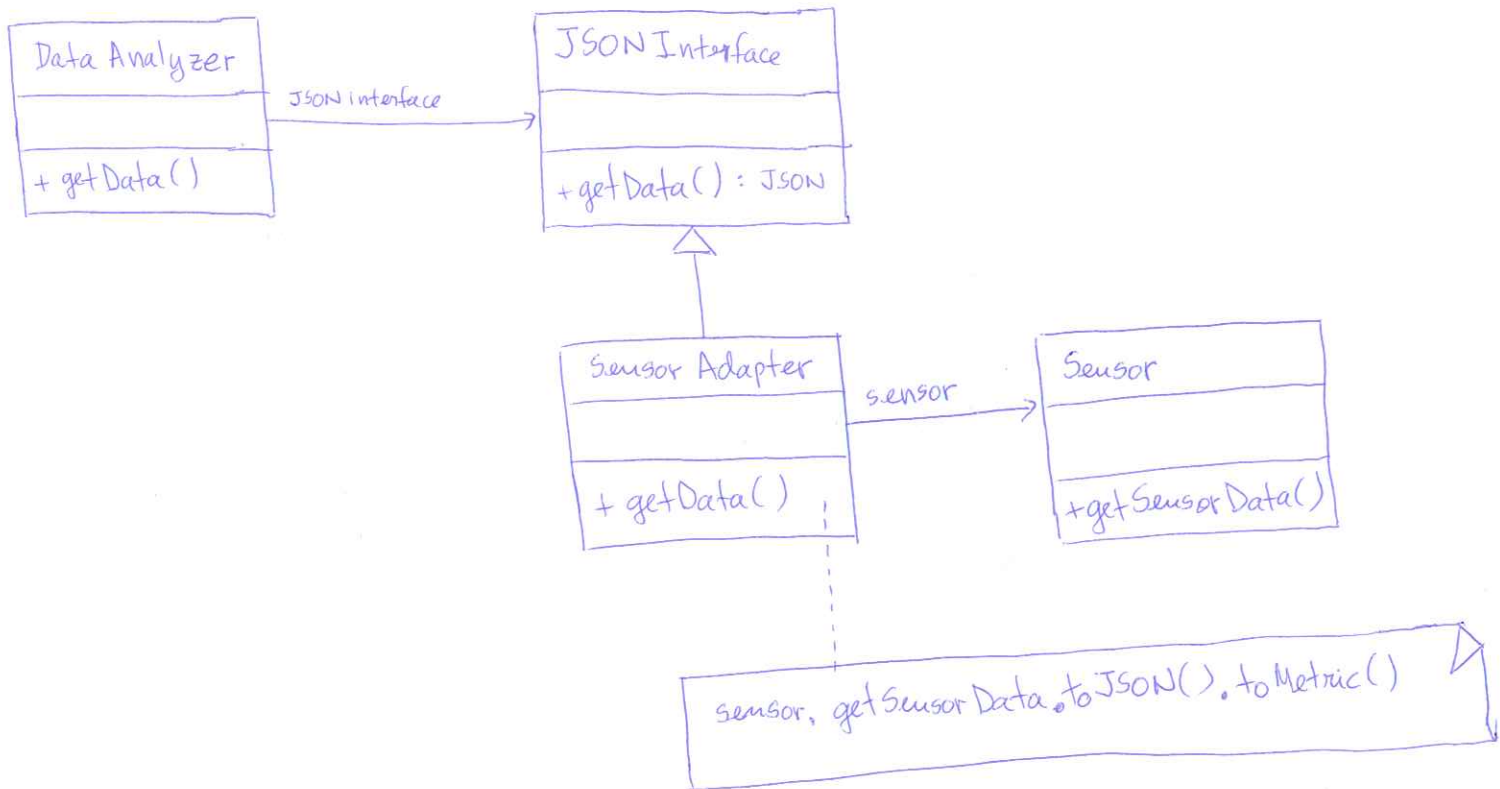 Data Analyzer
+ getData()
JSON interface
JSON Interface
+getData() : JSON
Sensor Adapter
+ getData()
sensor
Sensor
+getSensorData()
sensor, getSensorData.toJSON().toMetric()